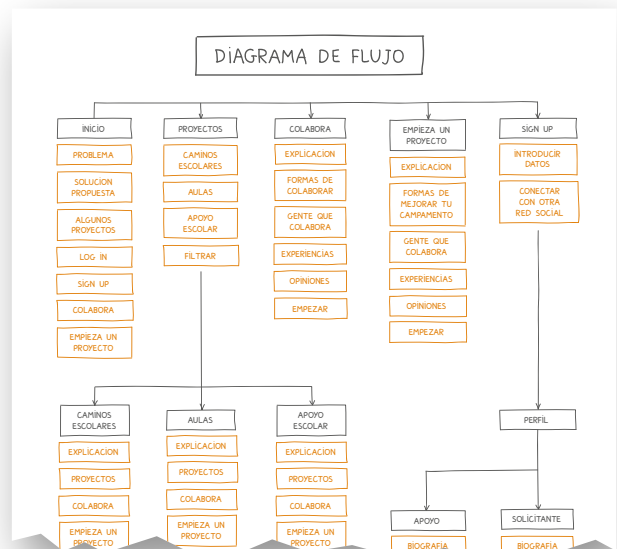 DIAGRAMA DE FLUJO
INICIO
PROBLEMA
SOLUCION
PROPUESTA
ALGUNOS
PROYECTOS
LOG IN
SIGN UP
COLABORA
EMPIEZA UN
PROYECTO
PROYECTOS
CAMINOS
ESCOLARES
AULAS
APOYO
ESCOLAR
FILTRAR
COLABORA
EXPLICACION
FORMAS DE
COLABORAR
GENTE QUE
COLABORA
EXPERIENCIAS
OPINIONES
EMPEZAR
EMPIEZA UN
PROYECTO
EXPLICACION
FORMAS DE
MEJORAR TU
CAMPAMENTO
GENTE QUE
COLABORA
EXPERIENCIAS
OPINIONES
EMPEZAR
SIGN UP
INTRODUCIR
DATOS
CONECTAR
CON OTRA
RED SOCIAL
CAMINOS
ESCOLARES
EXPLICACION
PROYECTOS
COLABORA
EMPIEZA UN
PROYECTO
AULAS
EXPLICACION
PROYECTOS
COLABORA
EMPIEZA UN
PROYECTO
APOYO
ESCOLAR
EXPLICACION
PROYECTOS
COLABORA
EMPIEZA UN
PROYECTO
PERFIL
APOYO
BIOGRAFIA
SOLICITANTE
BIOGRAFIA